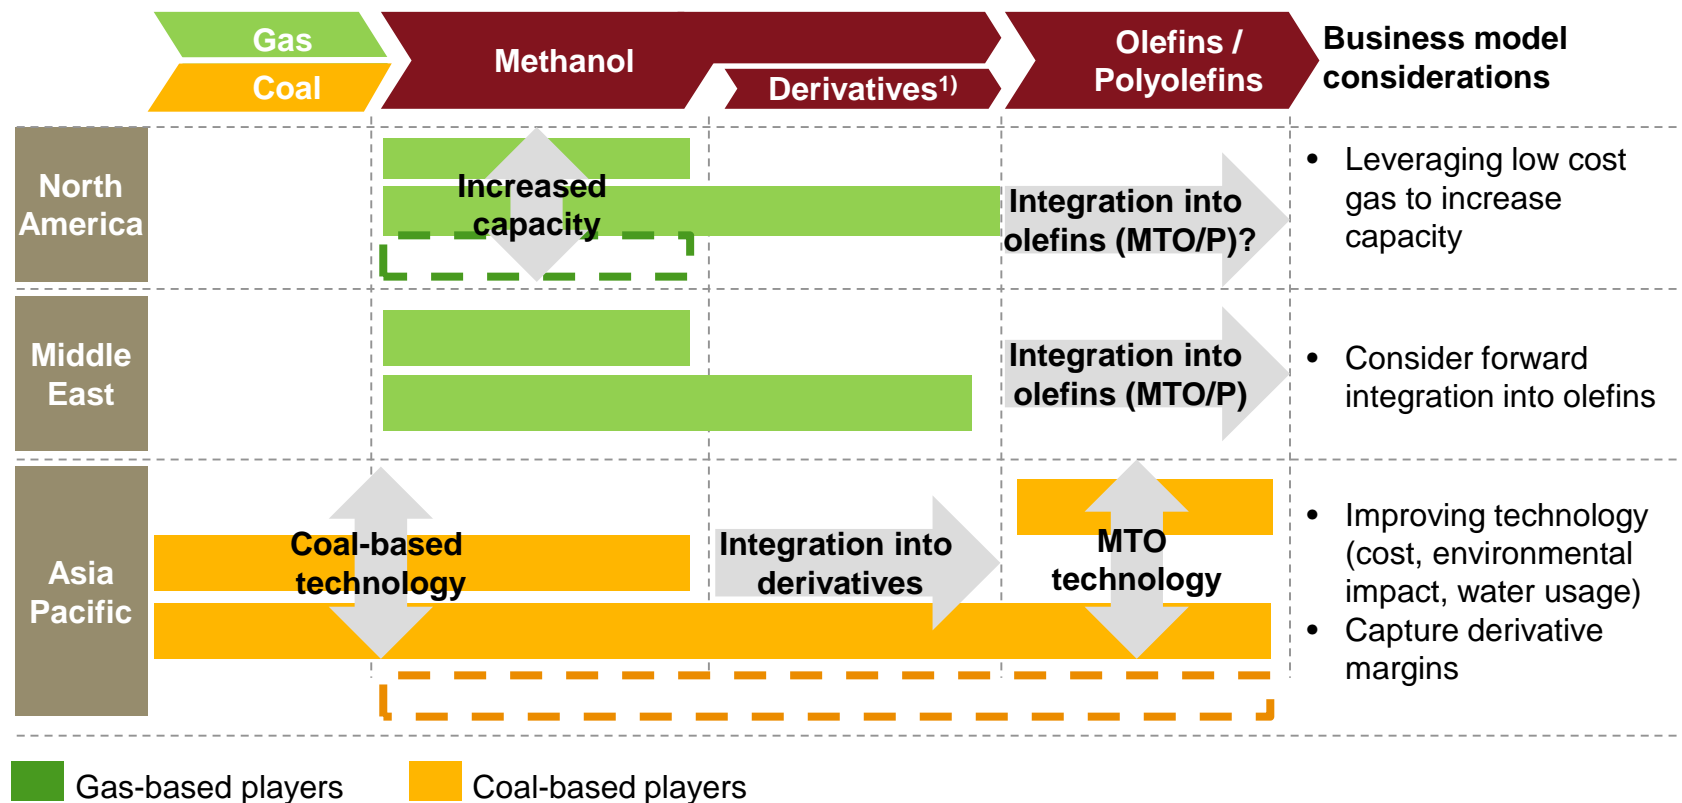 Gas
Coal
Methanol
Derivatives¹⁾
Olefins /
Polyolefins
Business model
considerations
North
America
Increased
capacity
Integration into
olefins (MTO/P)?
• Leveraging low cost
gas to increase
capacity
Middle
East
Integration into
olefins (MTO/P)
• Consider forward
integration into olefins
Asia
Pacific
Coal-based
technology
Integration into
derivatives
MTO
technology
• Improving technology
(cost, environmental
impact, water usage)
• Capture derivative
margins
Gas-based players
Coal-based players